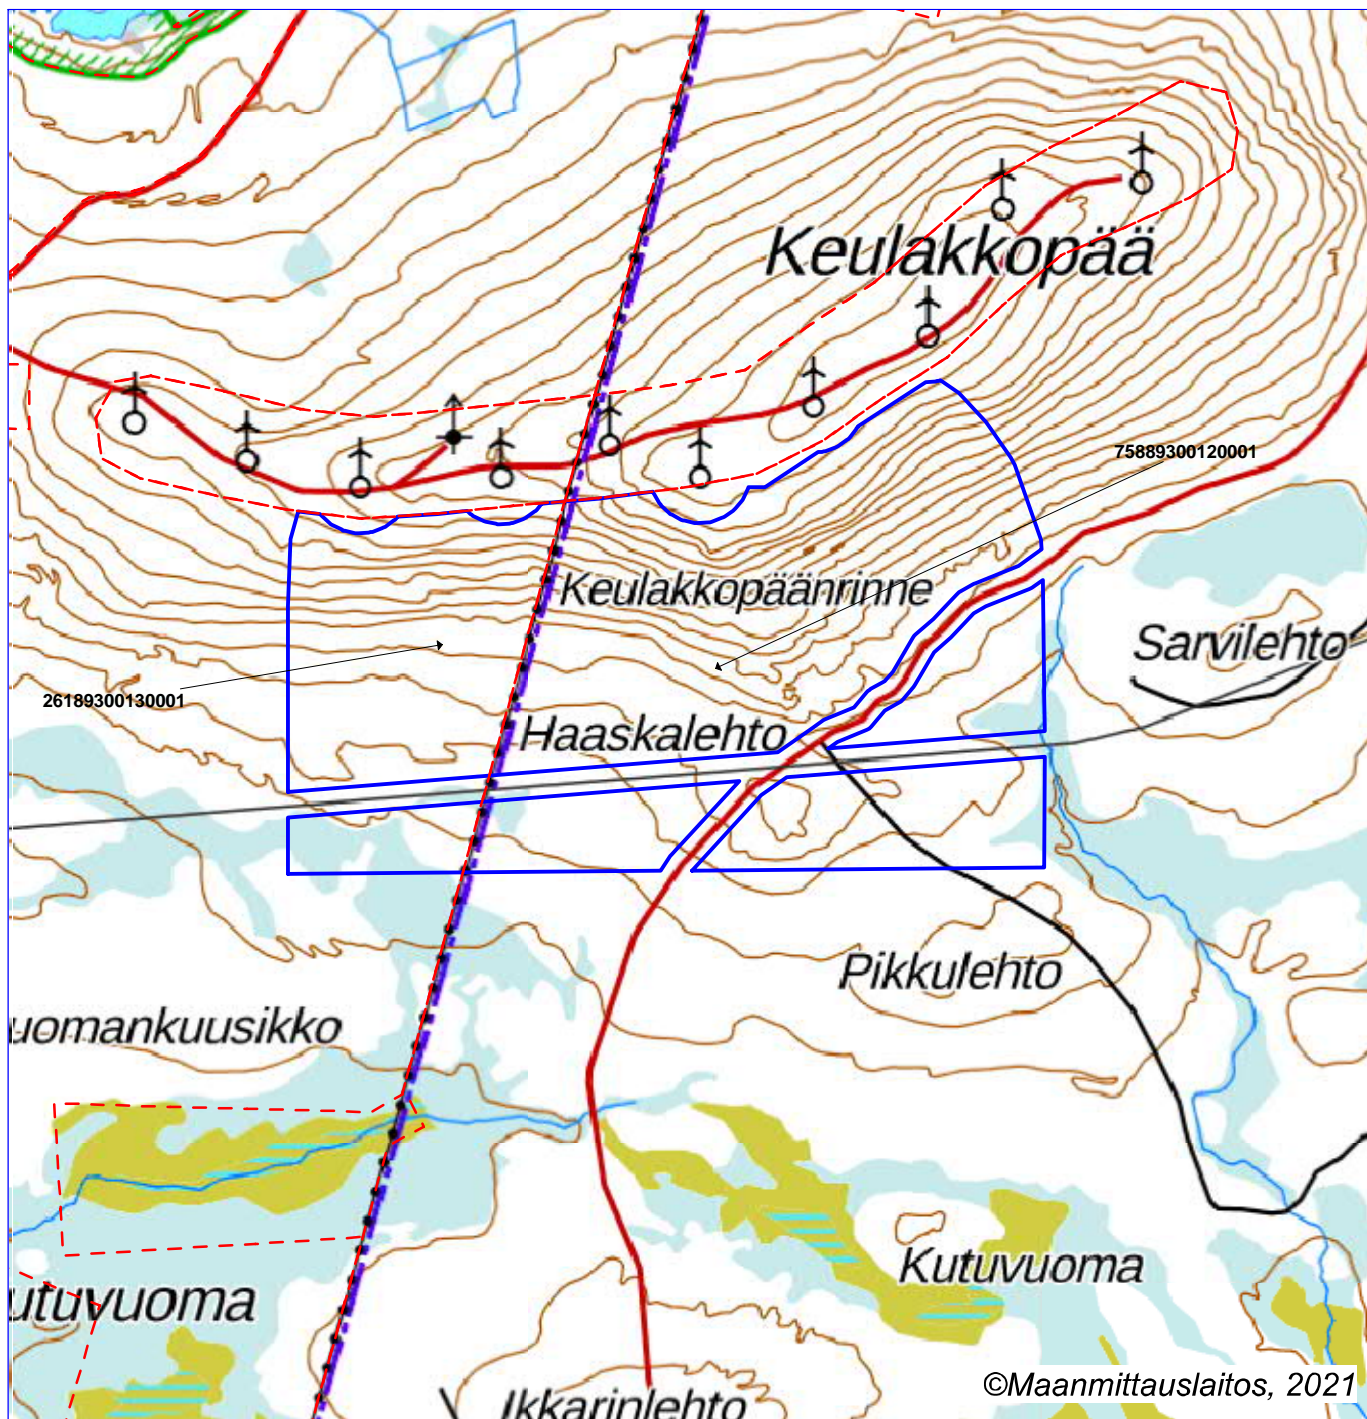 Keulakkopää
75889300120001
Keulakkopäänrinne
Sarvilehto
26189300130001
Haaskalehto
Pikkulehto
uomankuusikko
Kutuvuoma
utuvuoma
©Maanmittauslaitos, 2021
Ikkarinlehto